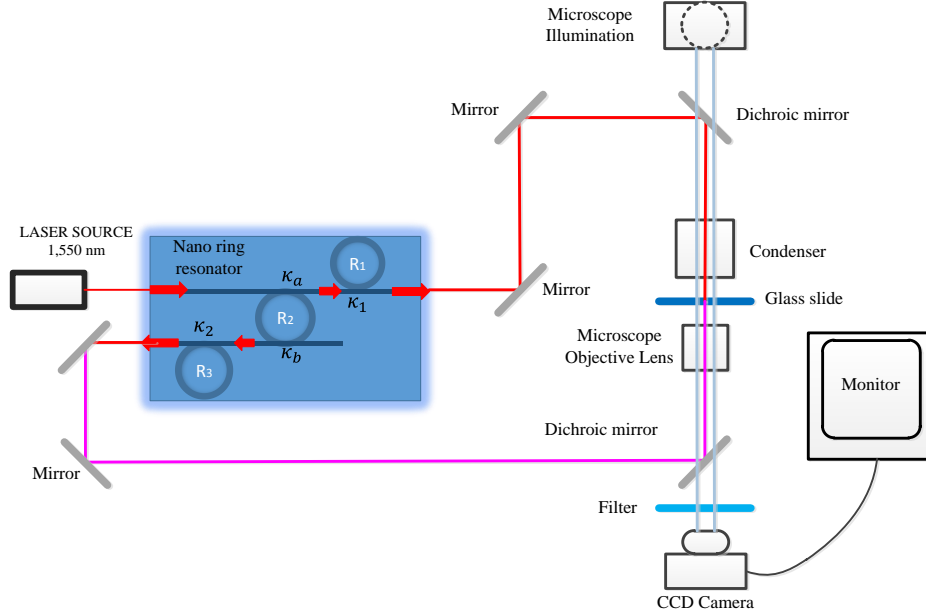 Microscope
Illumination
Mirror
Dichroic mirror
LASER SOURCE
1,550 nm
Nano ring
resonator
R1
κa
κ1
Mirror
Condenser
Glass slide
R2
κ2
κb
R3
Microscope
Objective Lens
Monitor
Dichroic mirror
Mirror
Filter
CCD Camera